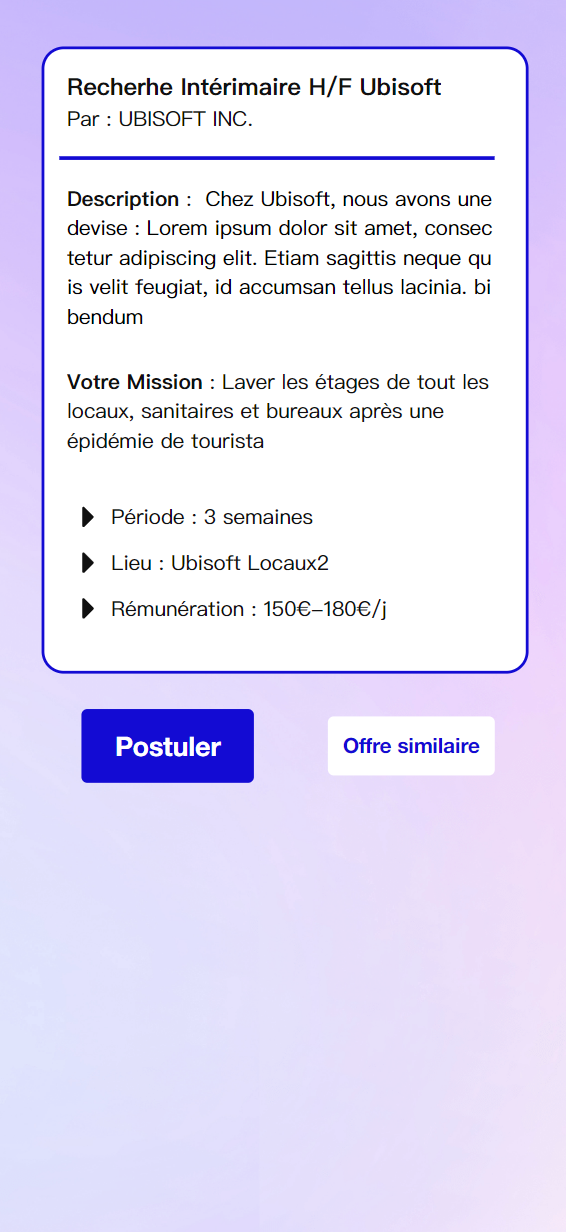 Recherhe Intérimaire H/F Ubisoft
Par : UBISOFT INC.
Description :  Chez Ubisoft, nous avons une
devise : Lorem ipsum dolor sit amet, consec
tetur adipiscing elit. Etiam sagittis neque qu
is velit feugiat, id accumsan tellus lacinia. bi
bendum
Votre Mission : Laver les étages de tout les
locaux, sanitaires et bureaux après une
épidémie de tourista
Période : 3 semaines
Lieu : Ubisoft Locaux2
Rémunération : 150€–180€/j
Postuler
Offre similaire